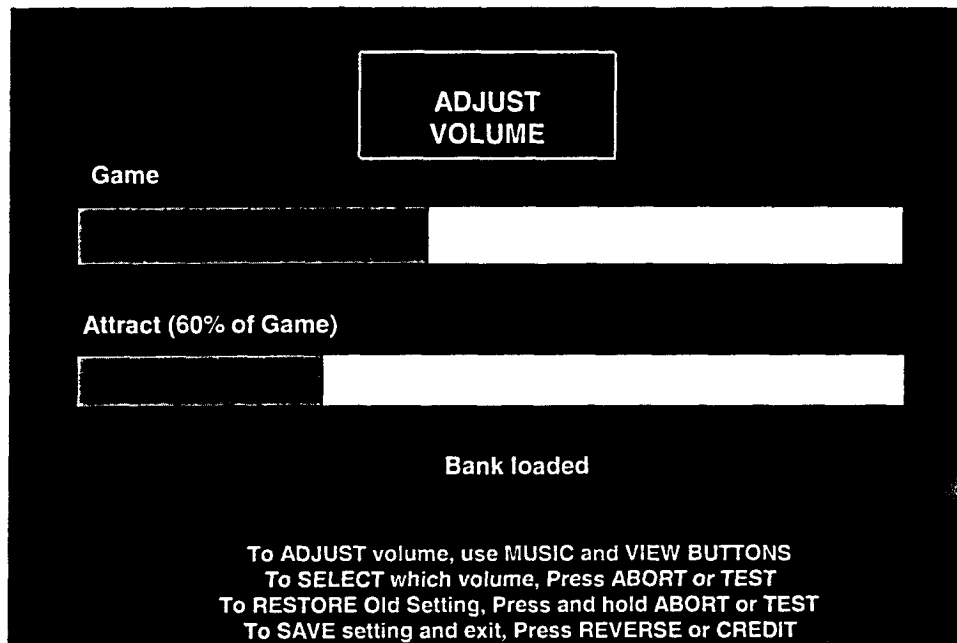 ADJUST
VOLUME
Game
Attract (60% of Game)
Bank loaded
To ADJUST volume, use MUSIC and VIEW BUTTONS
To SELECT which volume, Press ABORT or TEST
To RESTORE Old Setting, Press and hold ABORT or TEST
To SAVE setting and exit, Press REVERSE or CREDIT